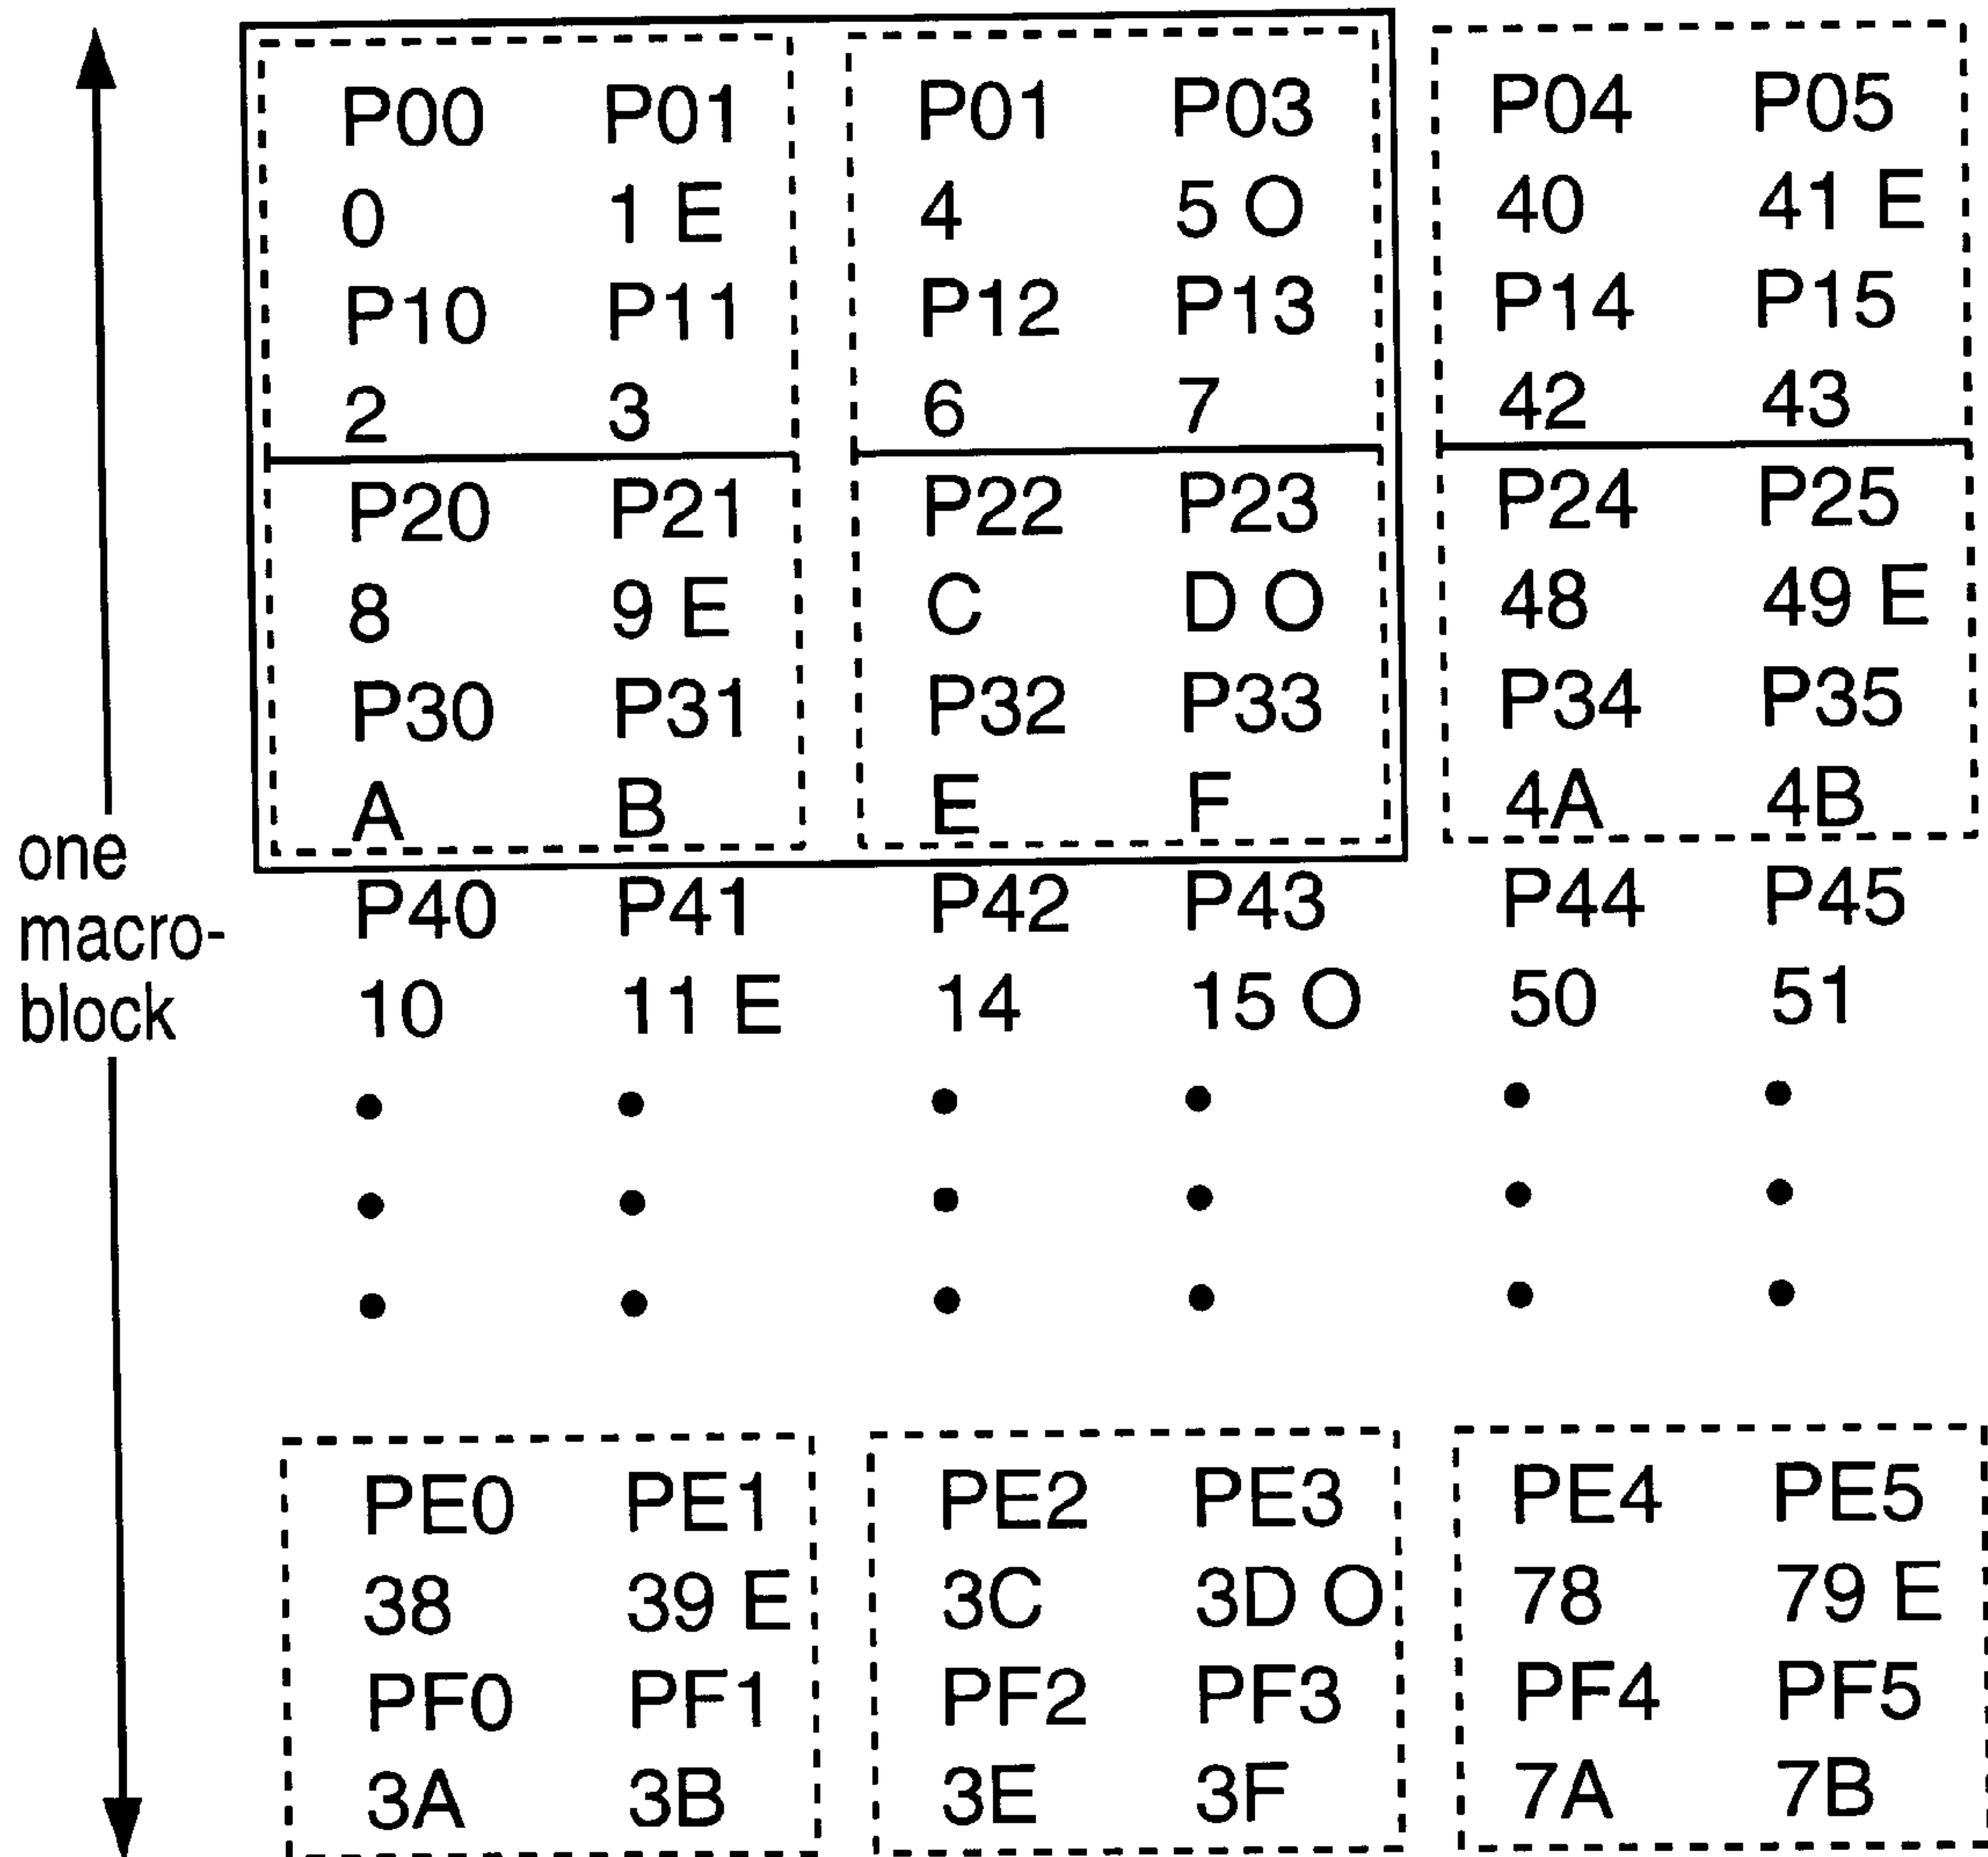 P00 P01 P01 P03 P04 P05
0 1 E 4 5 O 40 41 E
P10 P11 P12 P13 P14 P15
2 3 6 7 42 43
P20 P21 P22 P23 P24 P25
8 9 E C D O 48 49 E
P30 P31 P32 P33 P34 P35
A B E F 4A 4B
one
macro-
block
P40 P41 P42 P43 P44 P45
10 11 E 14 15 O 50 51
PE0 PE1 PE2 PE3 PE4 PE5
38 39 E 3C 3D O 78 79 E
PF0 PF1 PF2 PF3 PF4 PF5
3A 3B 3E 3F 7A 7B